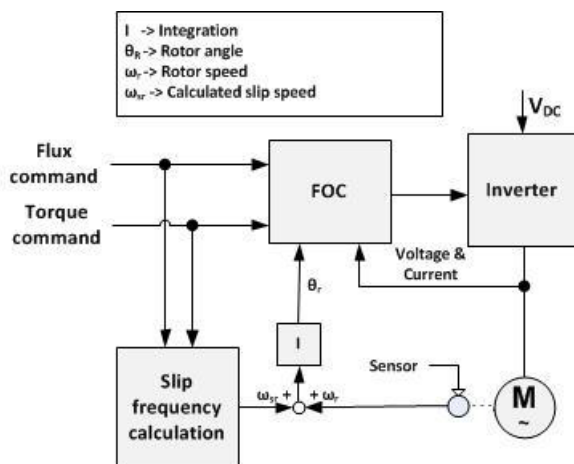 I -> Integration
θR -> Rotor angle
ωr -> Rotor speed
ωsr -> Calculated slip speed
VDC
Flux
command
FOC
Inverter
Torque
command
Voltage &
Current
θr
I
Sensor
Slip
frequency
calculation
ωsr +
+ ωr
M
~